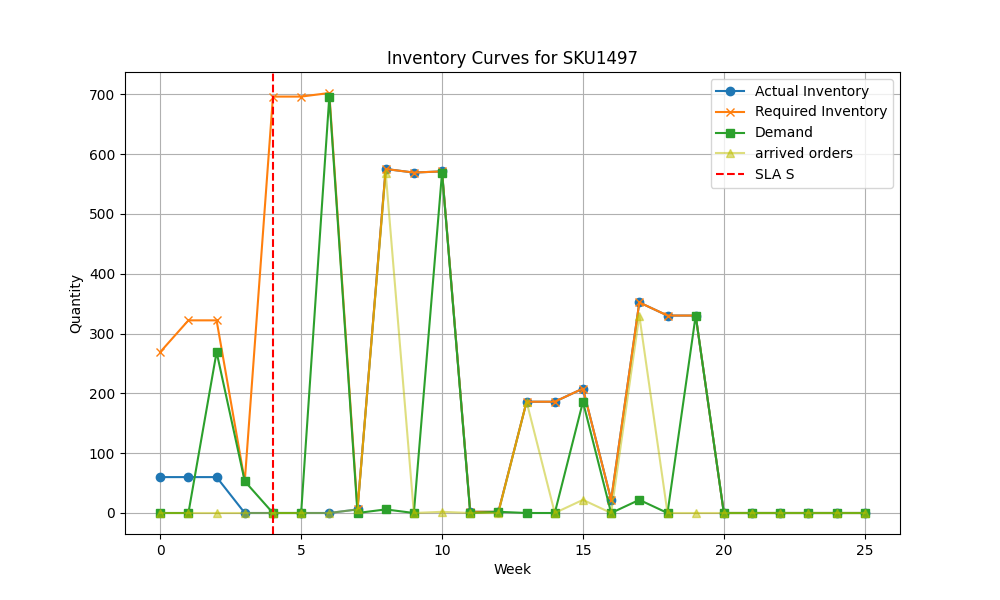 Inventory Curves for SKU1497
Actual Inventory
Required Inventory
Demand
arrived orders
SLA S
Quantity
700
600
500
400
300
200
100
0
0 5 10 15 20 25
Week